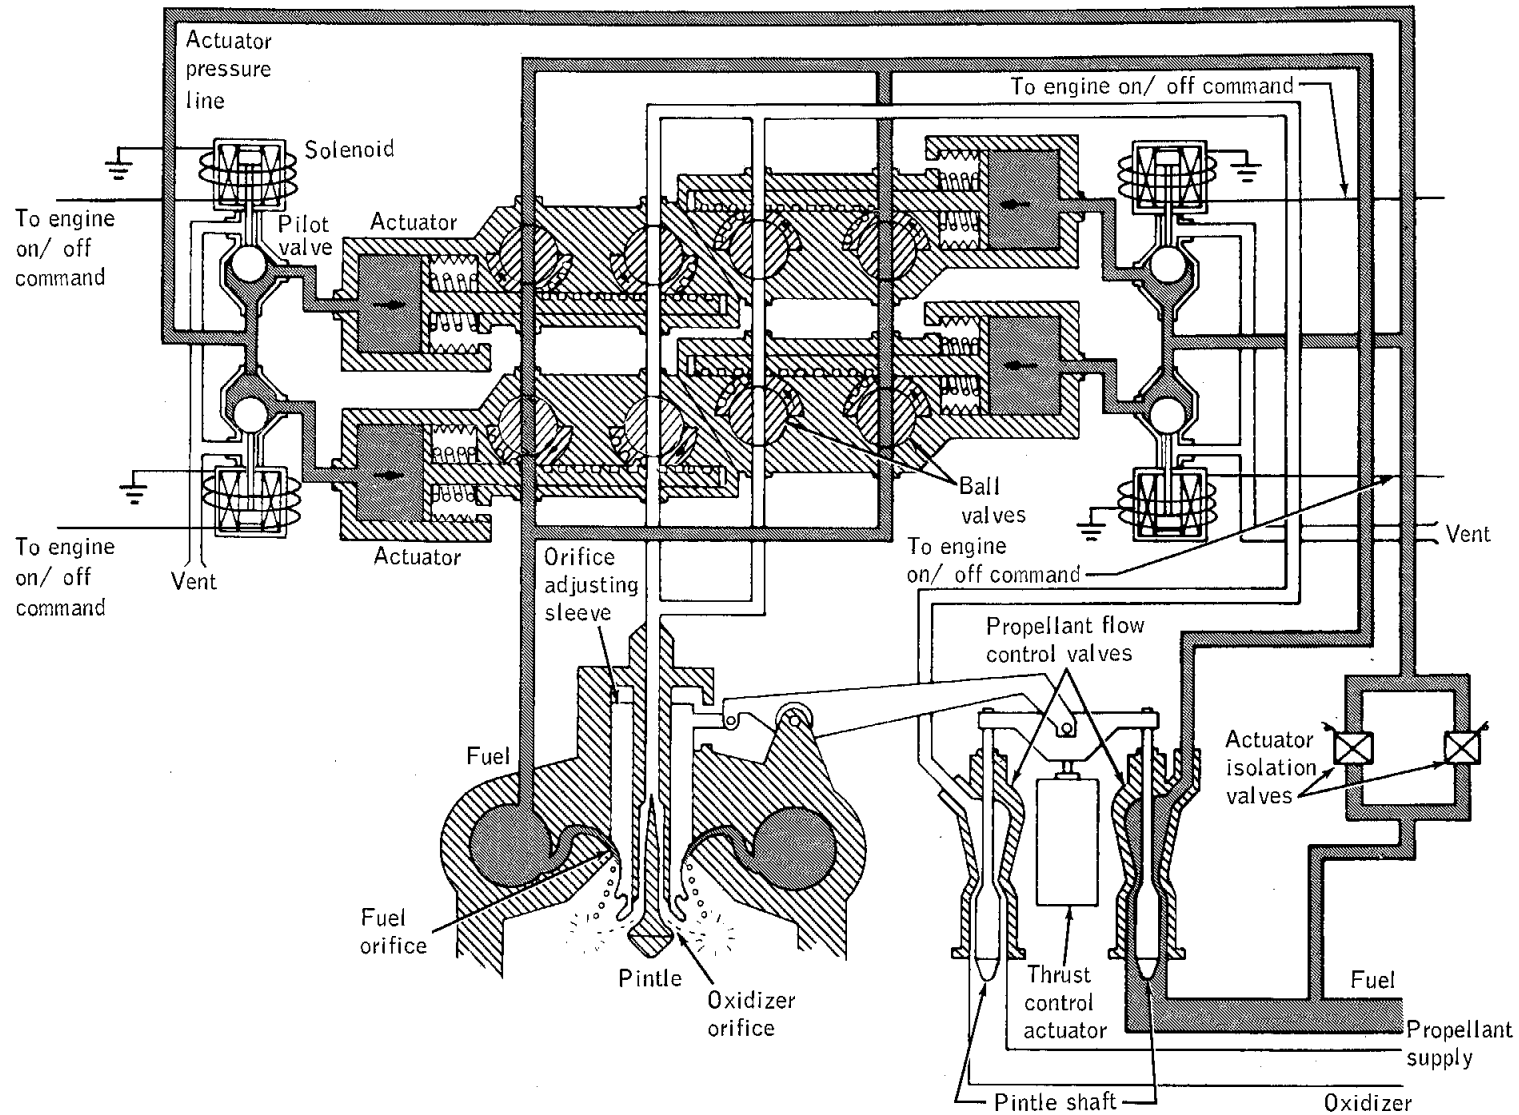 Actuator
pressure
line
To engine on/ off command
Solenoid
To engine
on/ off
command
Pilot
valve
Actuator
Ball
valves
Actuator
To engine
on/ off
command
Vent
Orifice
adjusting
sleeve
To engine
on/ off command
Vent
Propellant flow
control valves
Fuel
Actuator
isolation
valves
Fuel
orifice
Pintle
Oxidizer
orifice
Thrust
control
actuator
Fuel
Propellant
supply
Pintle shaft
Oxidizer